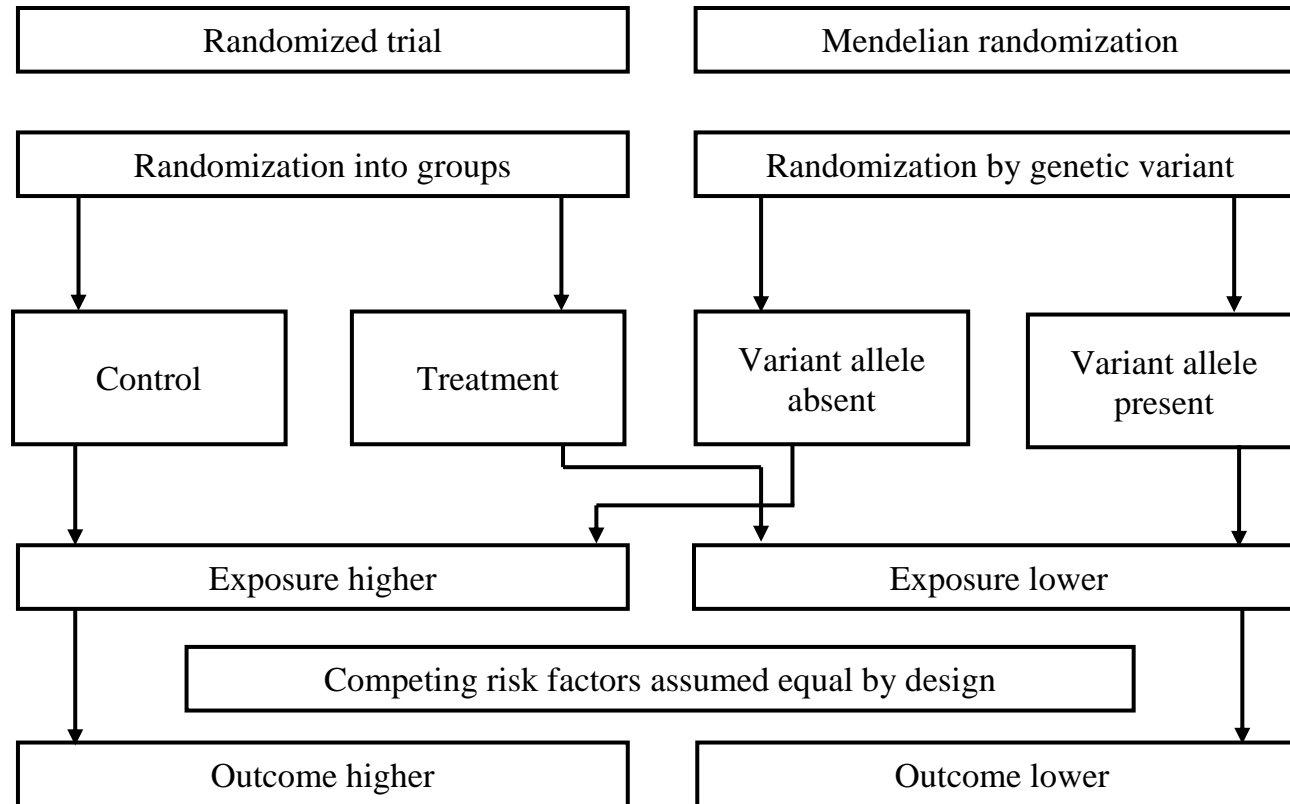 Randomized trial
Mendelian randomization
Randomization into groups
Randomization by genetic variant
Control
Treatment
Variant allele
absent
Variant allele
present
Exposure higher
Exposure lower
Competing risk factors assumed equal by design
Outcome higher
Outcome lower